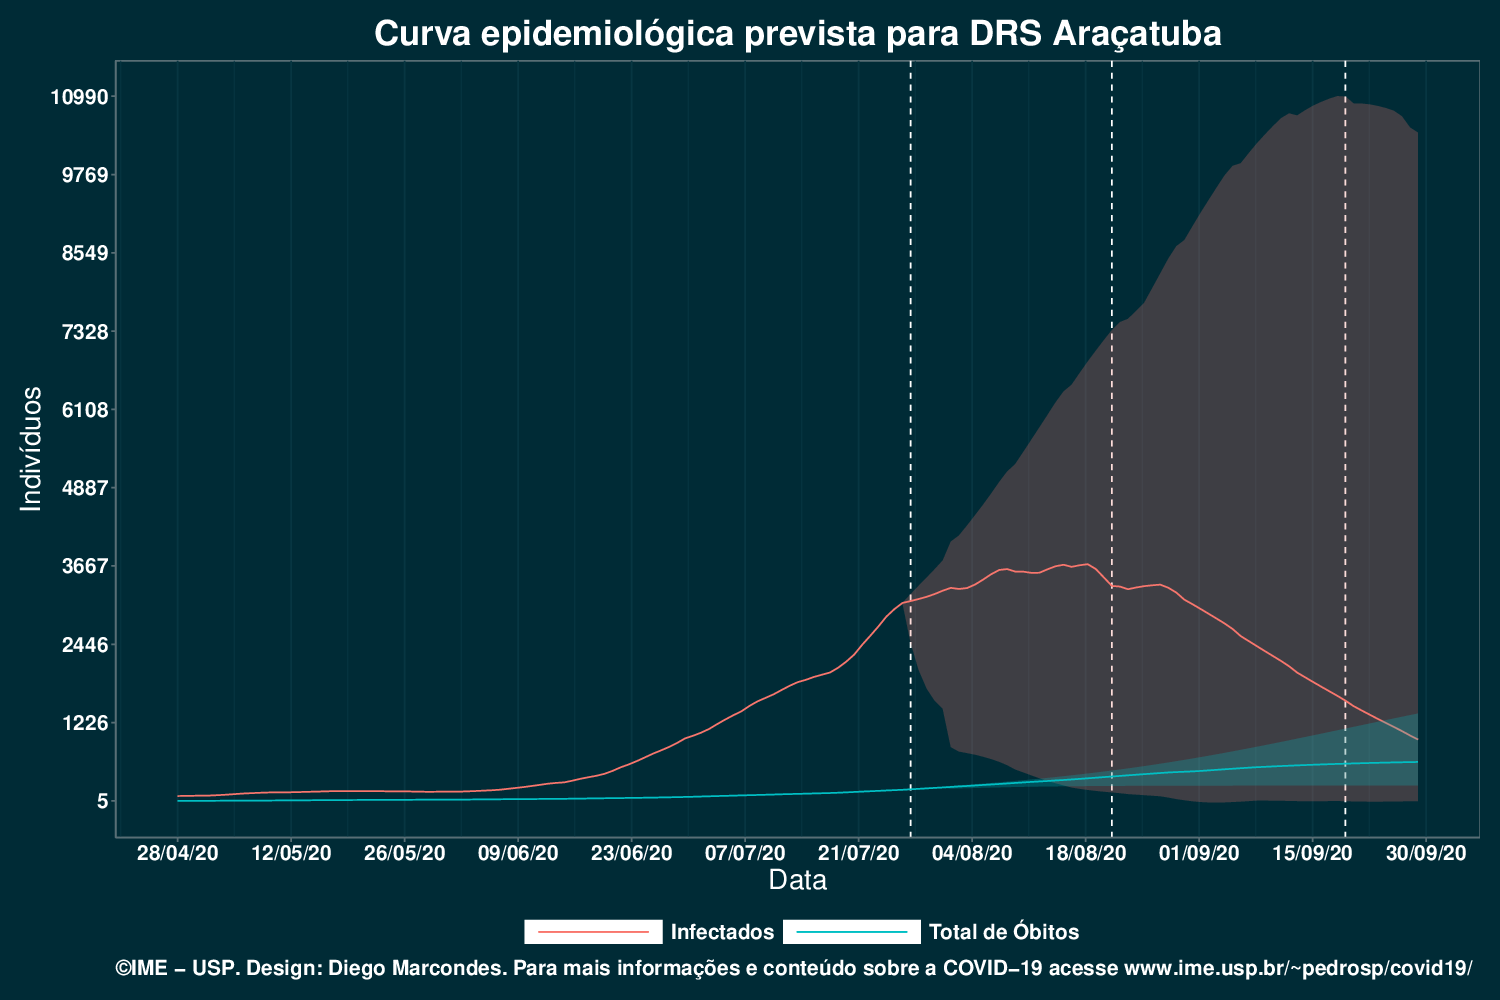 Curva epidemiológica prevista para DRS Araçatuba
10990
9769
8549
7328
6108
4887
3667
2446
1226
5
Indivíduos
28/04/20 12/05/20 26/05/20 09/06/20 23/06/20 07/07/20 21/07/20 04/08/20 18/08/20 01/09/20 15/09/20 30/09/20
Data
Infectados Total de Óbitos
©IME − USP. Design: Diego Marcondes. Para mais informações e conteúdo sobre a COVID−19 acesse www.ime.usp.br/~pedrosp/covid19/